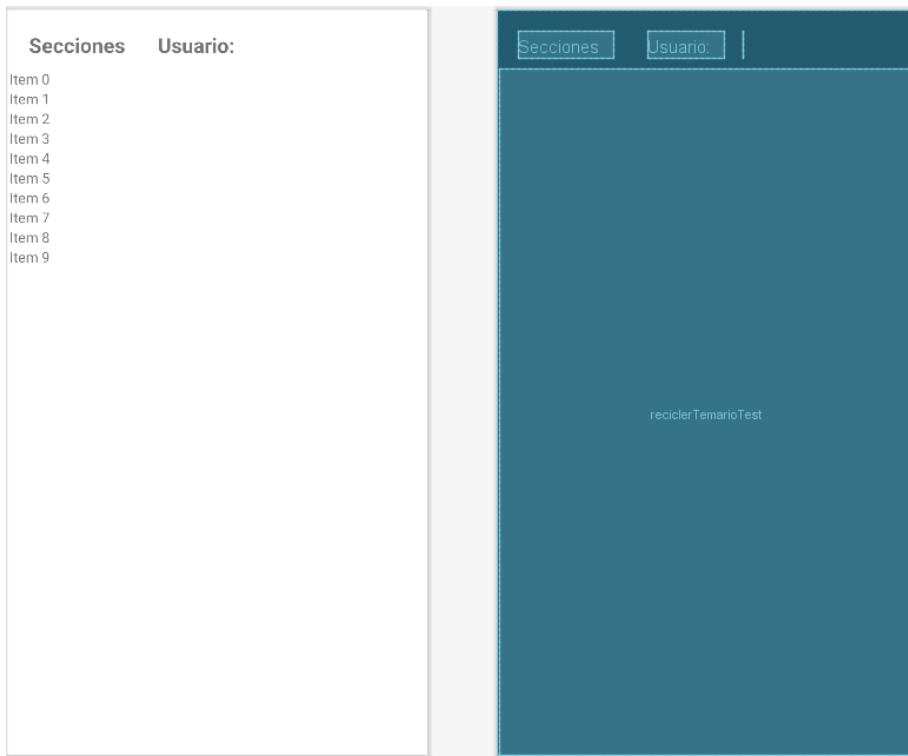 Secciones Usuario:
Item 0
Item 1
Item 2
Item 3
Item 4
Item 5
Item 6
Item 7
Item 8
Item 9
Secciones Usuario:
reciclerTemarioTest